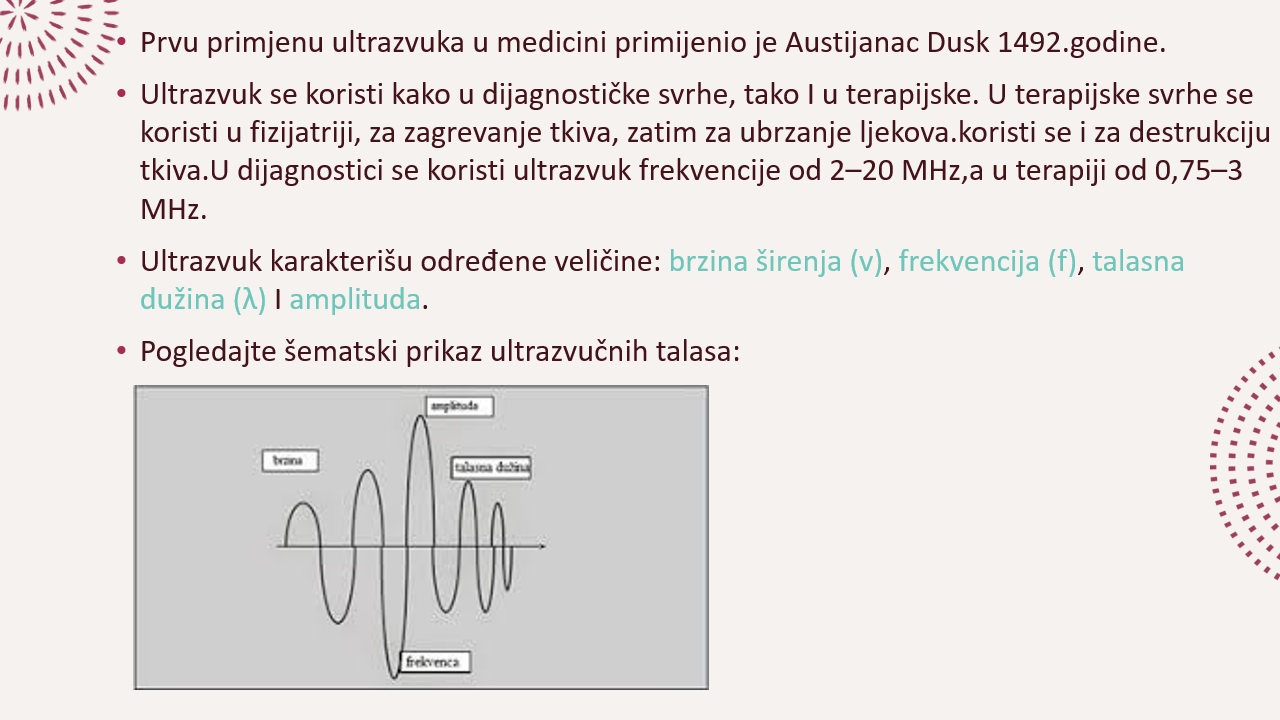 • Prvu primjenu ultrazvuka u medicini primijenio je Austijanac Dusk 1492.godine.
• Ultrazvuk se koristi kako u dijagnostičke svrhe, tako I u terapijske. U terapijske svrhe se
koristi u fizijatriji, za zagrevanje tkiva, zatim za ubrzanje ljekova.koristi se i za destrukciju
tkiva.U dijagnostici se koristi ultrazvuk frekvencije od 2–20 MHz,a u terapiji od 0,75–3
MHz.
• Ultrazvuk karakterišu određene veličine: brzina širenja (v), frekvencija (f), talasna
dužina (λ) I amplituda.
• Pogledajte šematski prikaz ultrazvučnih talasa:
amplituda
brzina
talasna dužina
frekvenca